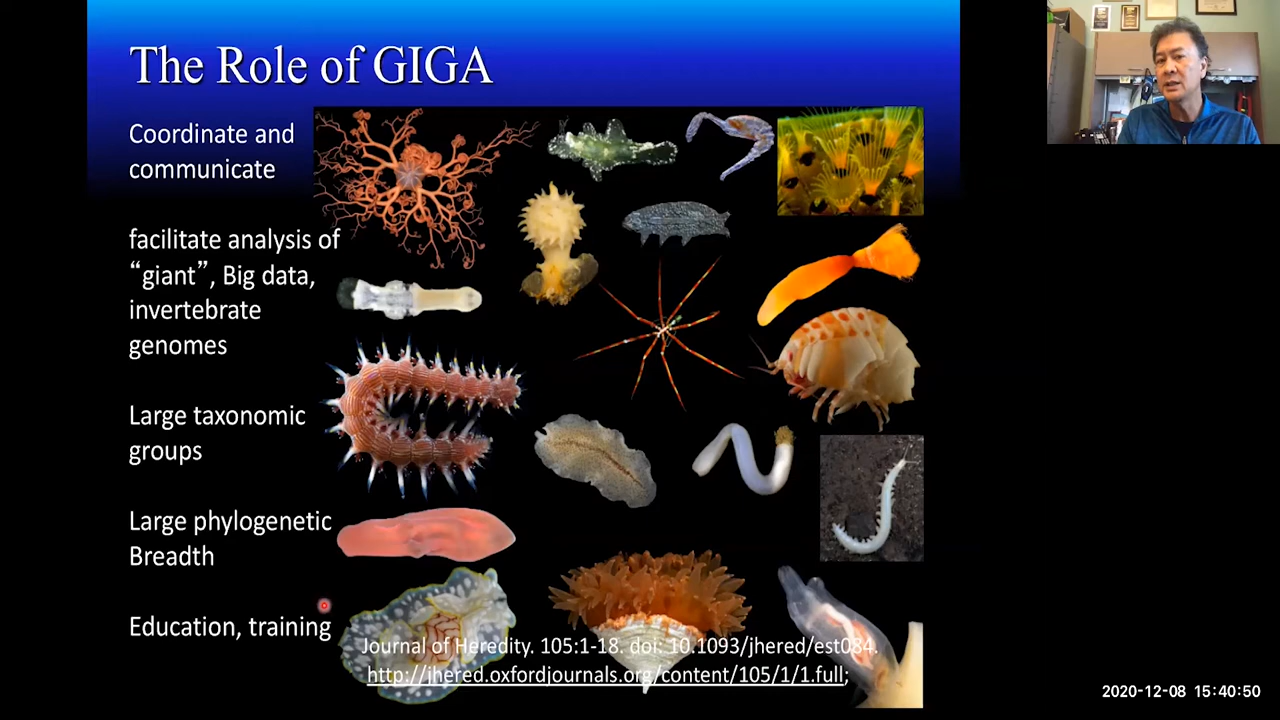 The Role of GIGA
Coordinate and
communicate
facilitate analysis of
“giant”, Big data,
invertebrate
genomes
Large taxonomic
groups
Large phylogenetic
Breadth
Education, training
Journal of Heredity. 105:1-18. doi: 10.1093/jhered/est084.
http://jhered.oxfordjournals.org/content/105/1/1.full;
2020-12-08 15:40:50